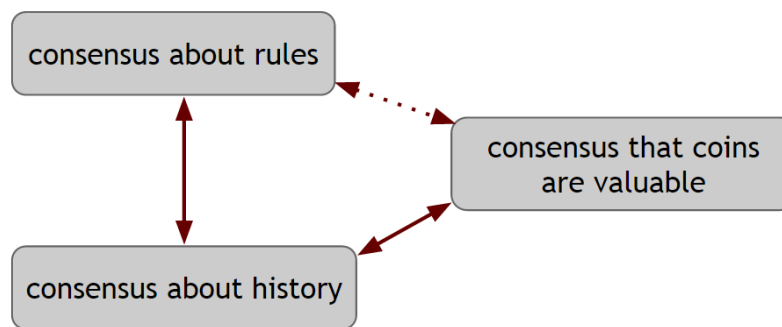 consensus about rules
consensus that coins
are valuable
consensus about history